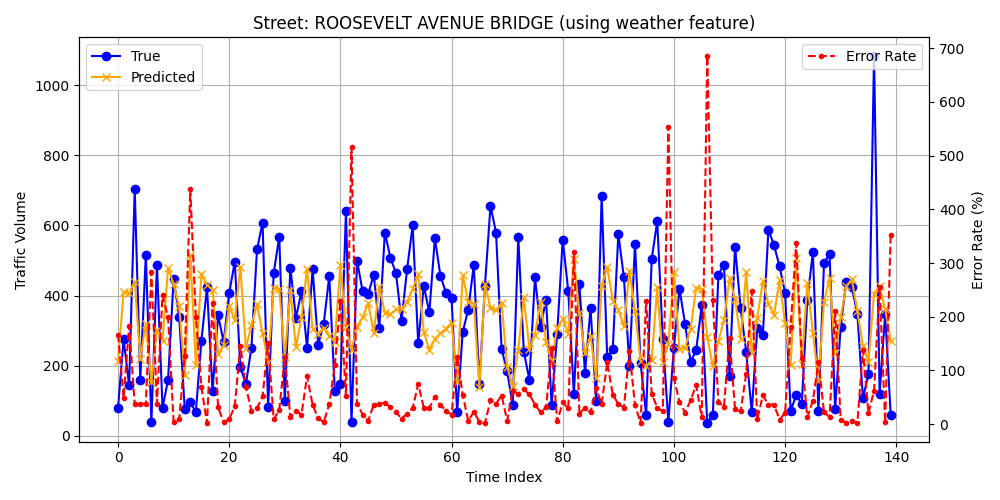 Street: ROOSEVELT AVENUE BRIDGE (using weather feature)
True
Predicted
Error Rate
Traffic Volume
1000
800
600
400
200
0
700
600
500
400
300
200
100
0
Error Rate (%)
0 20 40 60 80 100 120 140
Time Index